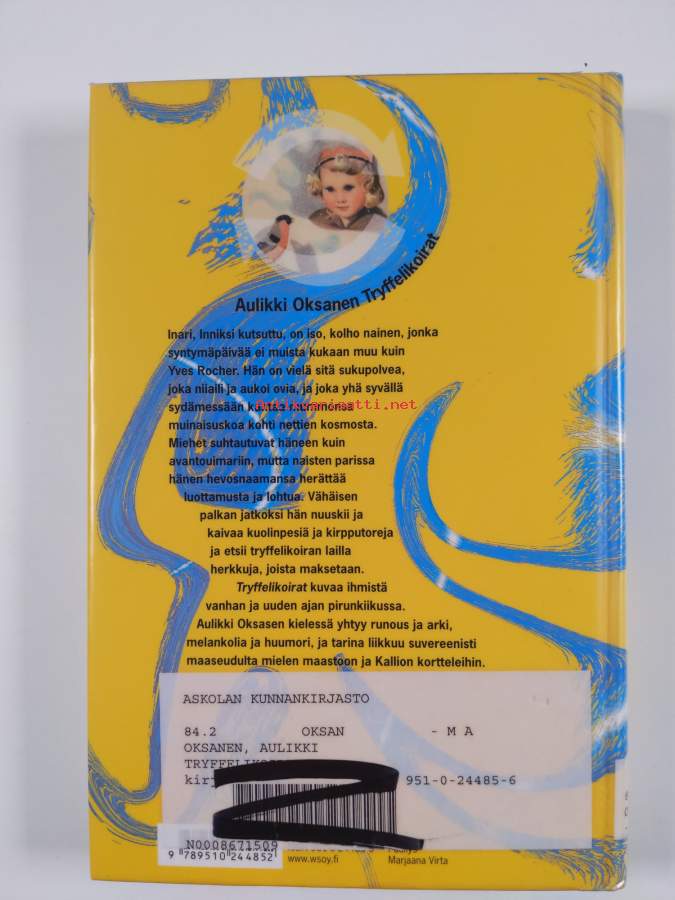 Aulikki Oksanen Tryffelikoirat
Inari, Inniksi kutsuttu, on iso, kolho nainen, jonka
syntymäpäivää ei muista kukaan muu kuin
Yves Rocher. Hän on vielä sitä sukupolvea,
joka niiaili ja aukoi ovia, ja joka yhä syvällä
sydämessään
Antikvariaatti.net
muinaisuskoa kohti nettien kosmosta.
Miehet suhtautuvat häneen kuin
avantouimariin, mutta naisten parissa
hänen hevosnaamansa herättää
luottamusta ja lohtua. Vähäisen
palkan jatkoksi hän nuuskii ja
kaivaa kuolinpesiä ja kirpputoreja
ja etsii tryffelikoiran lailla
herkkuja, joista maksetaan.
Tryffelikoirat kuvaa ihmistä
vanhan ja uuden ajan pirunkiikussa.
Aulikki Oksasen kielessä yhtyy runous ja arki,
melankolia ja huumori, ja tarina liikkuu suvereenisti
maaseudulta mielen maastoon ja Kallion kortteleihin.
ASKOLAN KUNNANKIRJASTO
84.2 OKSAN - M A
OKSANEN, AULIKKI
951-0-24485-6
N0008671509
9 789510 244852
www.wsoy.fi Marjaana Virta